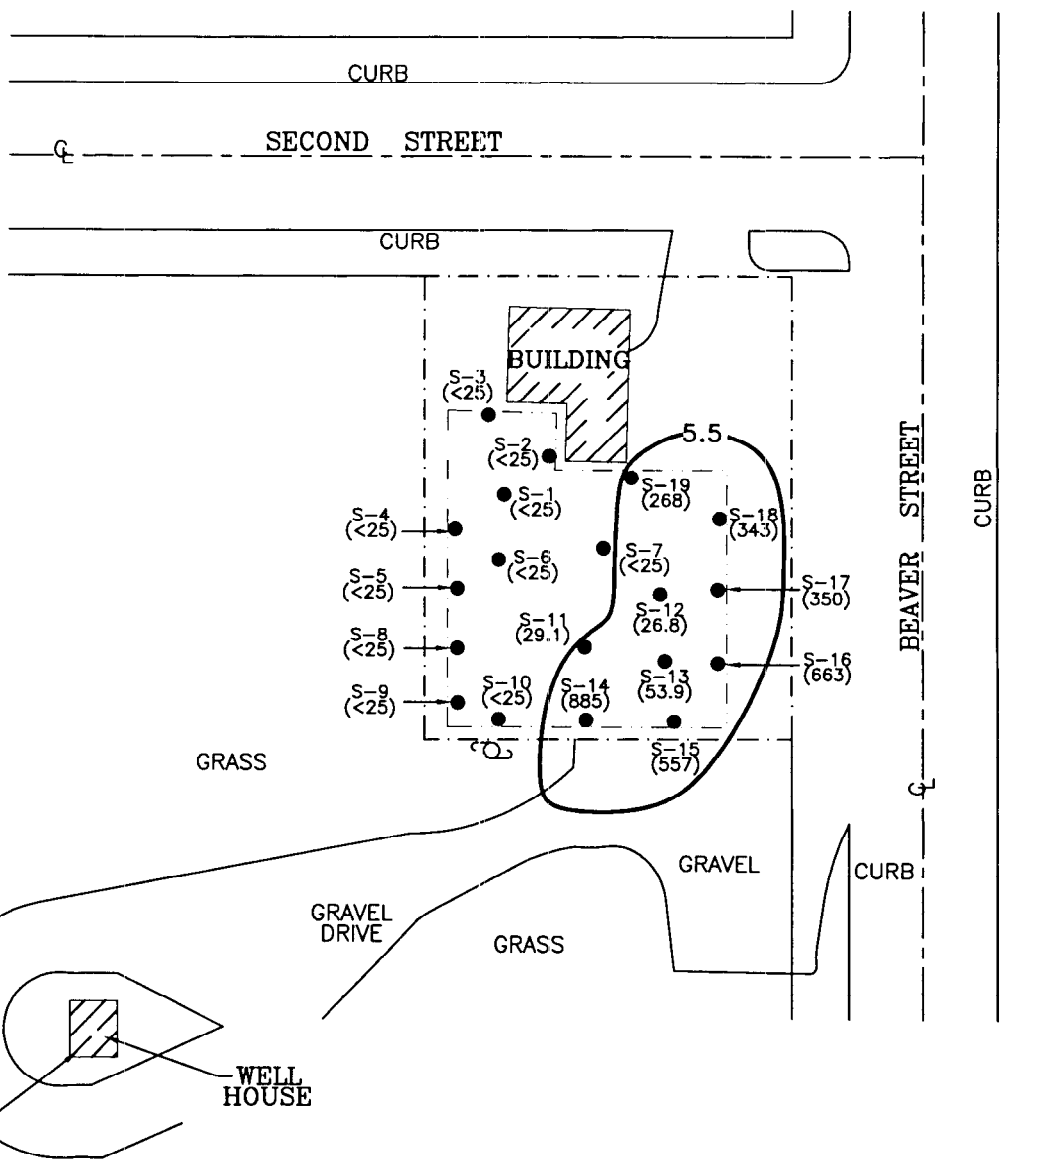 CURB
SECOND STREET
CURB
BUILDING
S-3
(<25)
5.5
S-2
(<25)
S-19
(268)
S-1
(<25)
S-4
(<25)
S-18
(343)
S-7
(<25)
S-6
(<25)
S-5
(<25)
S-17
(350)
S-12
(26.8)
S-11
(29.1)
S-8
(<25)
S-16
(663)
S-13
(53.9)
S-10
(<25)
S-14
(885)
S-9
(<25)
S-15
(557)
BEAVER STREET
CURB
GRASS
GRAVEL
CURB
GRAVEL
DRIVE
GRASS
WELL
HOUSE